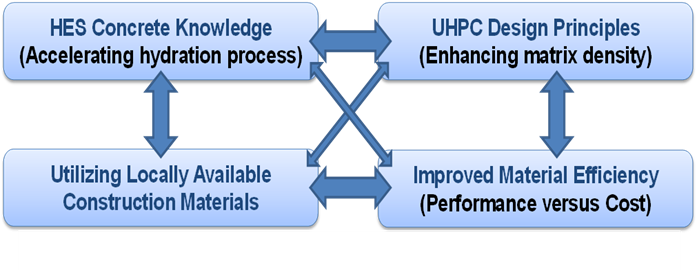 HES Concrete Knowledge
(Accelerating hydration process)
UHPC Design Principles
(Enhancing matrix density)
Utilizing Locally Available
Construction Materials
Improved Material Efficiency
(Performance versus Cost)